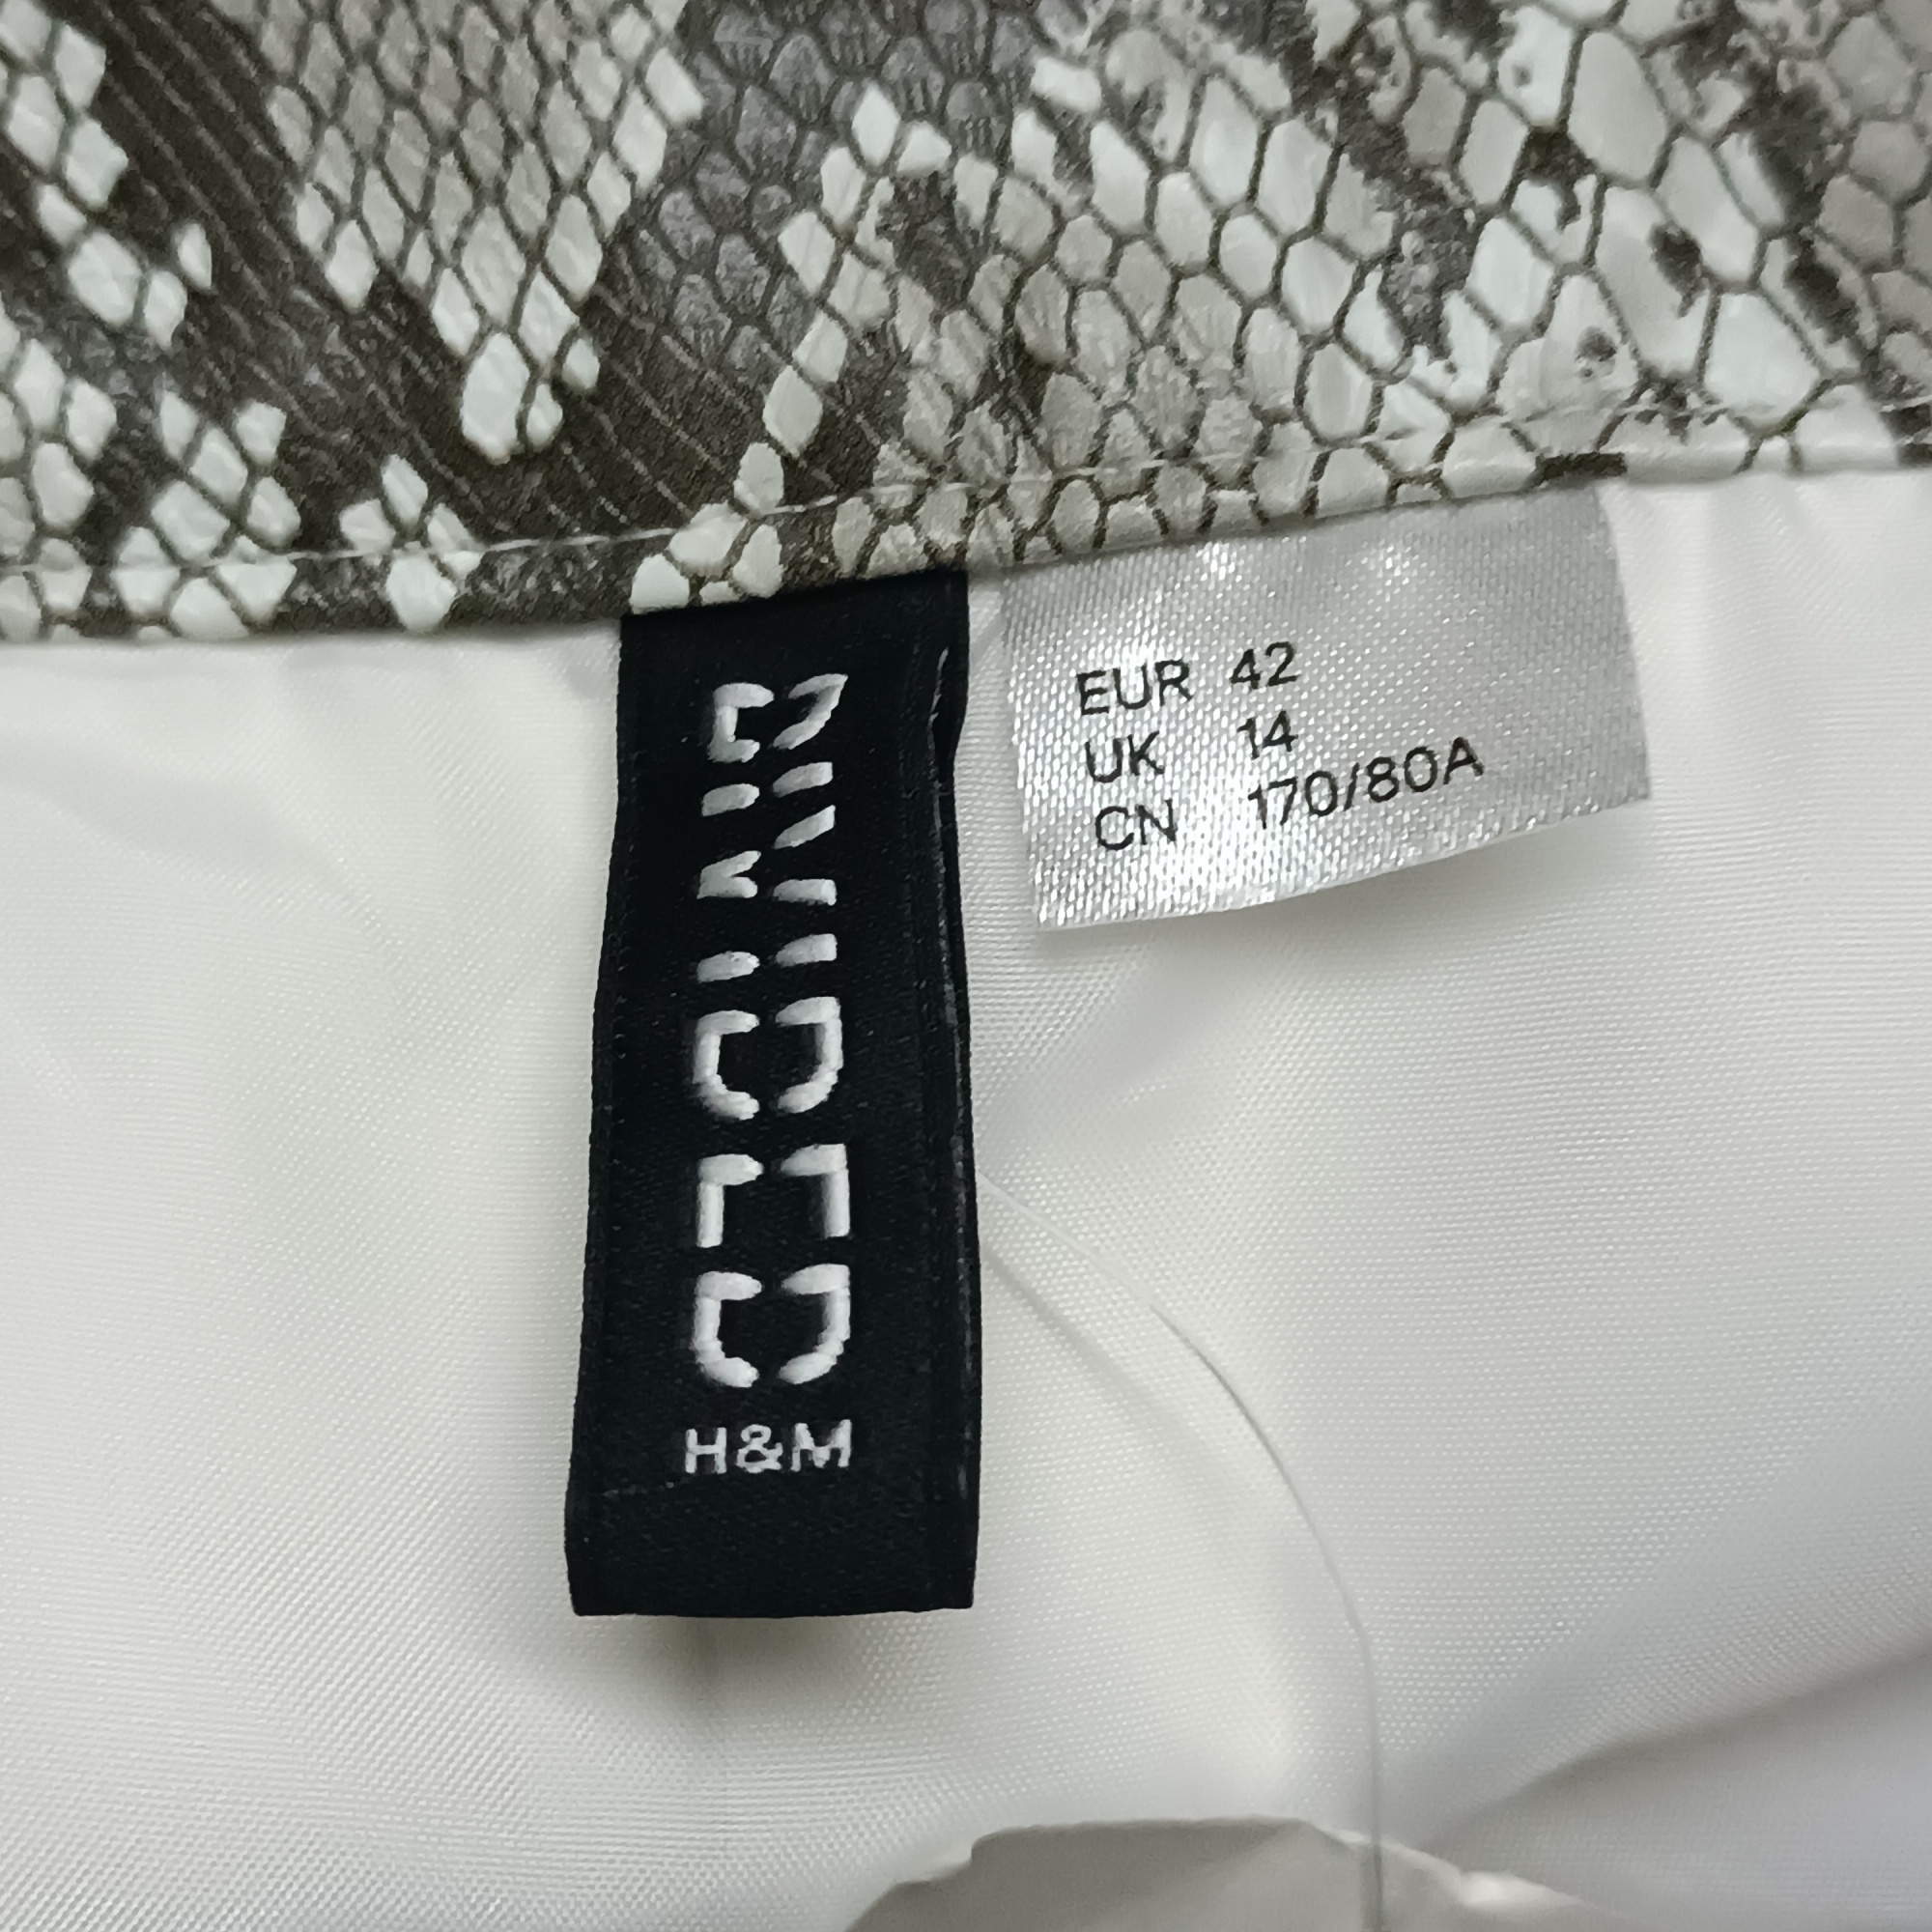 DIVIDED
H&M
EUR 42
UK 14
CN 170/80A